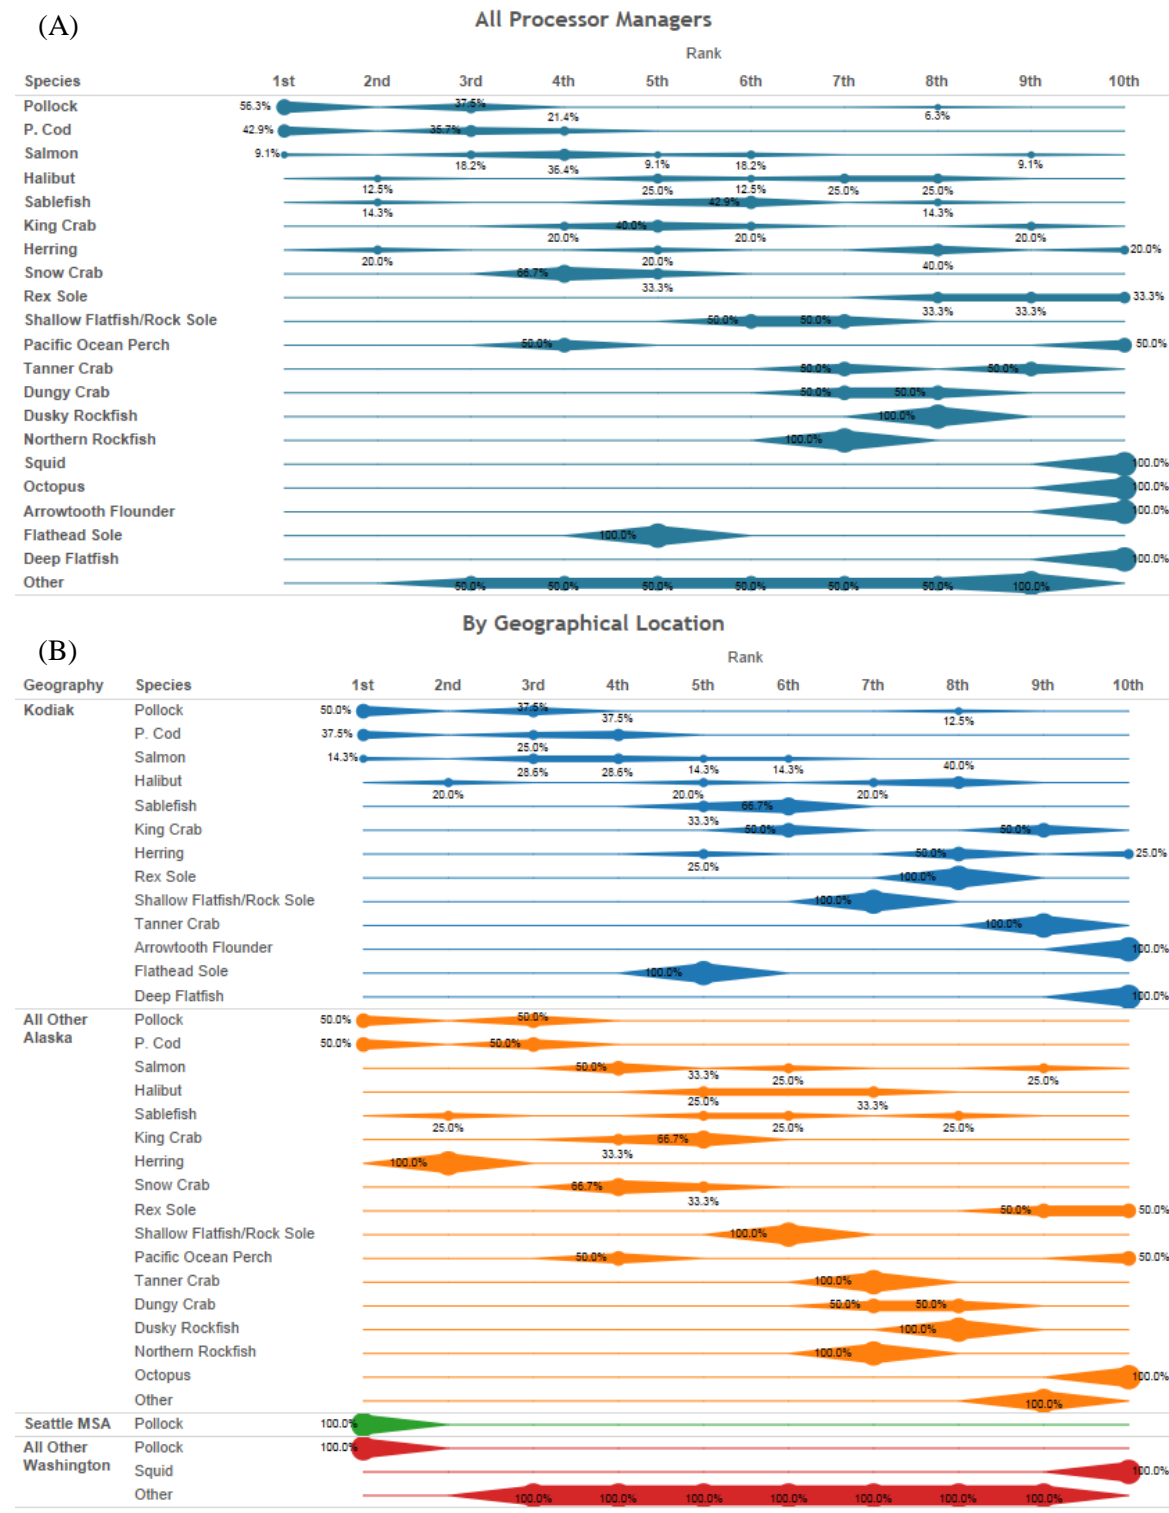 (A)
All Processor Managers
Rank
Species 1st 2nd 3rd 4th 5th 6th 7th 8th 9th 10th
Pollock 56.3% 37.5% 6.3%
P. Cod 42.9% 35.7% 21.4%
Salmon 9.1% 18.2% 36.4% 9.1% 18.2% 9.1%
Halibut 12.5% 25.0% 12.5% 25.0% 25.0%
Sablefish 14.3% 42.9% 14.3%
King Crab 20.0% 40.0% 20.0% 20.0%
Herring 20.0% 20.0% 40.0% 20.0%
Snow Crab 66.7% 33.3%
Rex Sole 33.3% 33.3% 33.3%
Shallow Flatfish/Rock Sole 50.0% 50.0%
Pacific Ocean Perch 50.0% 50.0%
Tanner Crab 50.0% 50.0%
Dungy Crab 50.0% 50.0%
Dusky Rockfish 100.0%
Northern Rockfish 100.0%
Squid 100.0%
Octopus 100.0%
Arrowtooth Flounder 100.0%
Flathead Sole 100.0%
Deep Flatfish 100.0%
Other 50.0% 50.0% 50.0% 50.0% 50.0% 50.0% 100.0%
(B)
By Geographical Location
Rank
Geography Species 1st 2nd 3rd 4th 5th 6th 7th 8th 9th 10th
Kodiak Pollock 50.0% 37.5% 12.5%
P. Cod 37.5% 25.0% 37.5%
Salmon 14.3% 28.6% 28.6% 14.3% 14.3%
Halibut 20.0% 20.0% 20.0% 40.0%
Sablefish 33.3% 66.7%
King Crab 50.0% 50.0%
Herring 25.0% 50.0% 25.0%
Rex Sole 100.0%
Shallow Flatfish/Rock Sole 100.0%
Tanner Crab 100.0%
Arrowtooth Flounder 100.0%
Flathead Sole 100.0%
Deep Flatfish 100.0%
All Other Alaska Pollock 50.0% 50.0%
P. Cod 50.0% 50.0%
Salmon 50.0% 25.0% 25.0%
Halibut 33.3% 33.3%
Sablefish 25.0% 25.0% 25.0% 25.0%
King Crab 33.3% 66.7%
Herring 100.0%
Snow Crab 66.7% 33.3%
Rex Sole 50.0% 50.0%
Shallow Flatfish/Rock Sole 100.0%
Pacific Ocean Perch 50.0% 50.0%
Tanner Crab 100.0%
Dungy Crab 50.0% 50.0%
Dusky Rockfish 100.0%
Northern Rockfish 100.0%
Octopus 100.0%
Other 100.0%
Seattle MSA Pollock 100.0%
All Other Washington Pollock 100.0%
Squid 100.0%
Other 100.0% 100.0% 100.0% 100.0% 100.0% 100.0% 100.0%